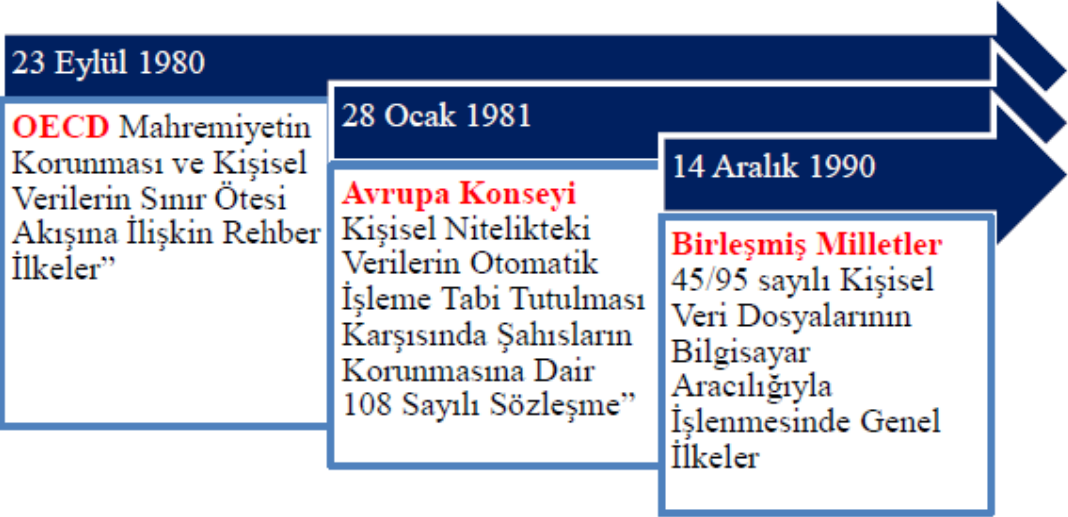 23 Eylül 1980
OECD Mahremiyetin
Korunması ve Kişisel
Verilerin Sınır Ötesi
Akışına İlişkin Rehber
İlkeler”
28 Ocak 1981
Avrupa Konseyi
Kişisel Nitelikteki
Verilerin Otomatik
İşleme Tabi Tutulması
Karşısında Şahısların
Korunmasına Dair
108 Sayılı Sözleşme”
14 Aralık 1990
Birleşmiş Milletler
45/95 sayılı Kişisel
Veri Dosyalarının
Bilgisayar
Aracılığıyla
İşlenmesinde Genel
İlkeler